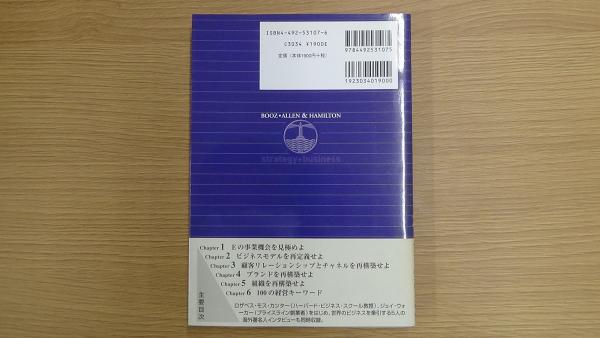 ISBN4-492-53107-6
C3034 ¥1900E
定価（本体1900円+税）
9784492531075
1923034019000
BOOZ•ALLEN & HAMILTON
strategy+business
Chapter 1 Eの事業機会を見極めよ
Chapter 2 ビジネスモデルを再定義せよ
Chapter 3 顧客リレーションシップとチャネルを再構築せよ
Chapter 4 ブランドを再構築せよ
Chapter 5 組織を再構築せよ
Chapter 6 100の経営キーワード
主要目次
ロザベス・モス・カンター（ハーバード・ビジネス・スクール教授）、ジェイ・ウォ
ーカー（プライスライン創業者）をはじめ、世界のビジネスを牽引する5人の
海外著名人インタビューも同時収録。